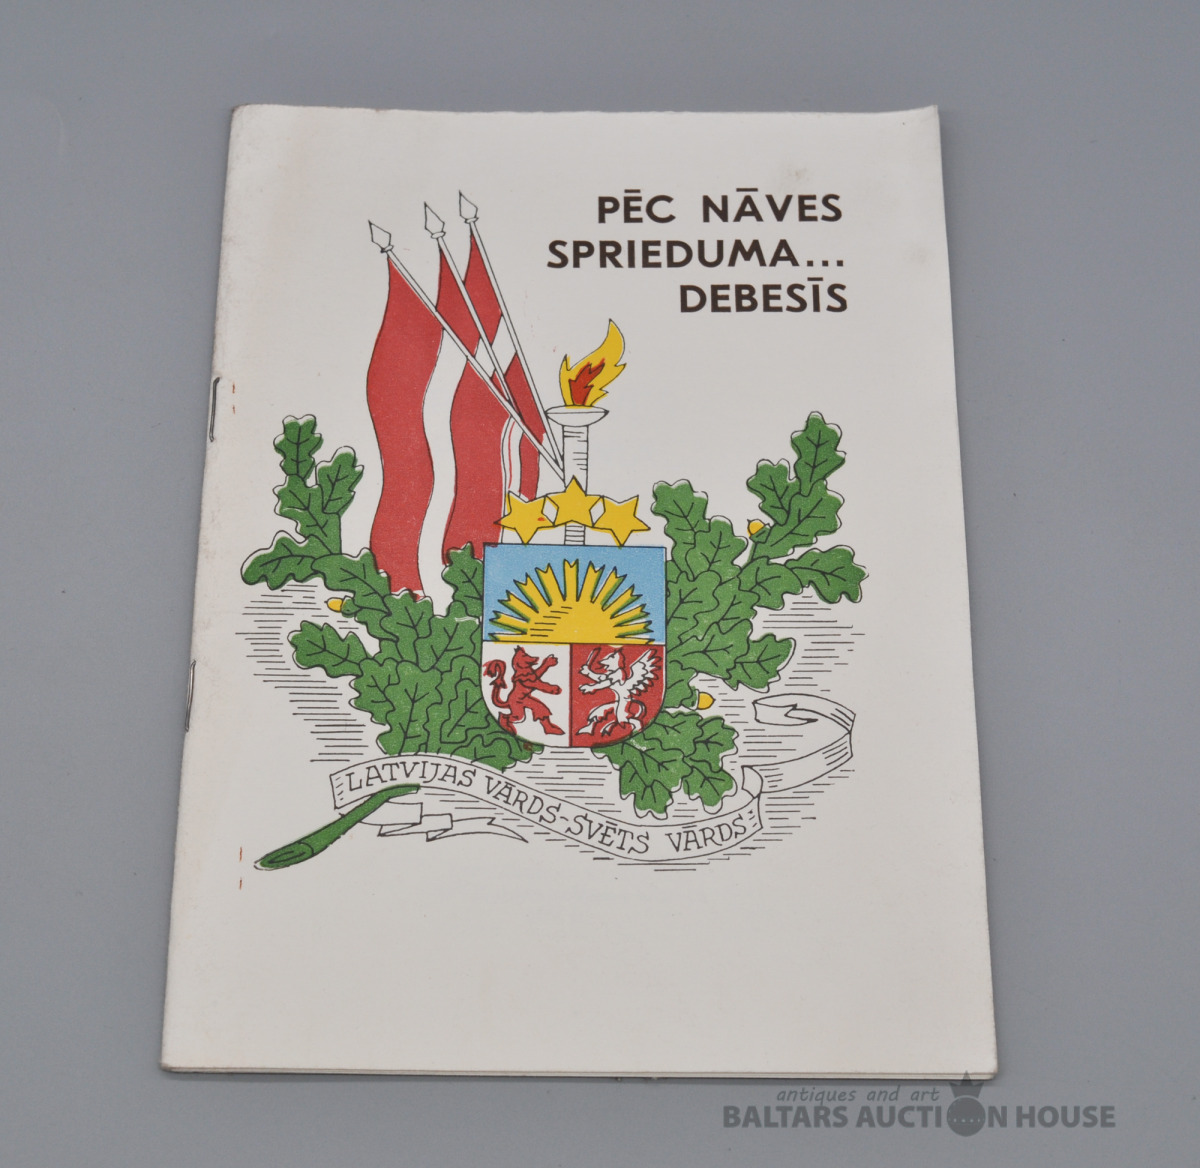 PĒC NĀVES
SPRIEDUMA...
DEBESĪS
LATVIJAS VĀRDS-SVĒTS VĀRDS
antiques and art
BALTARS AUCTION HOUSE